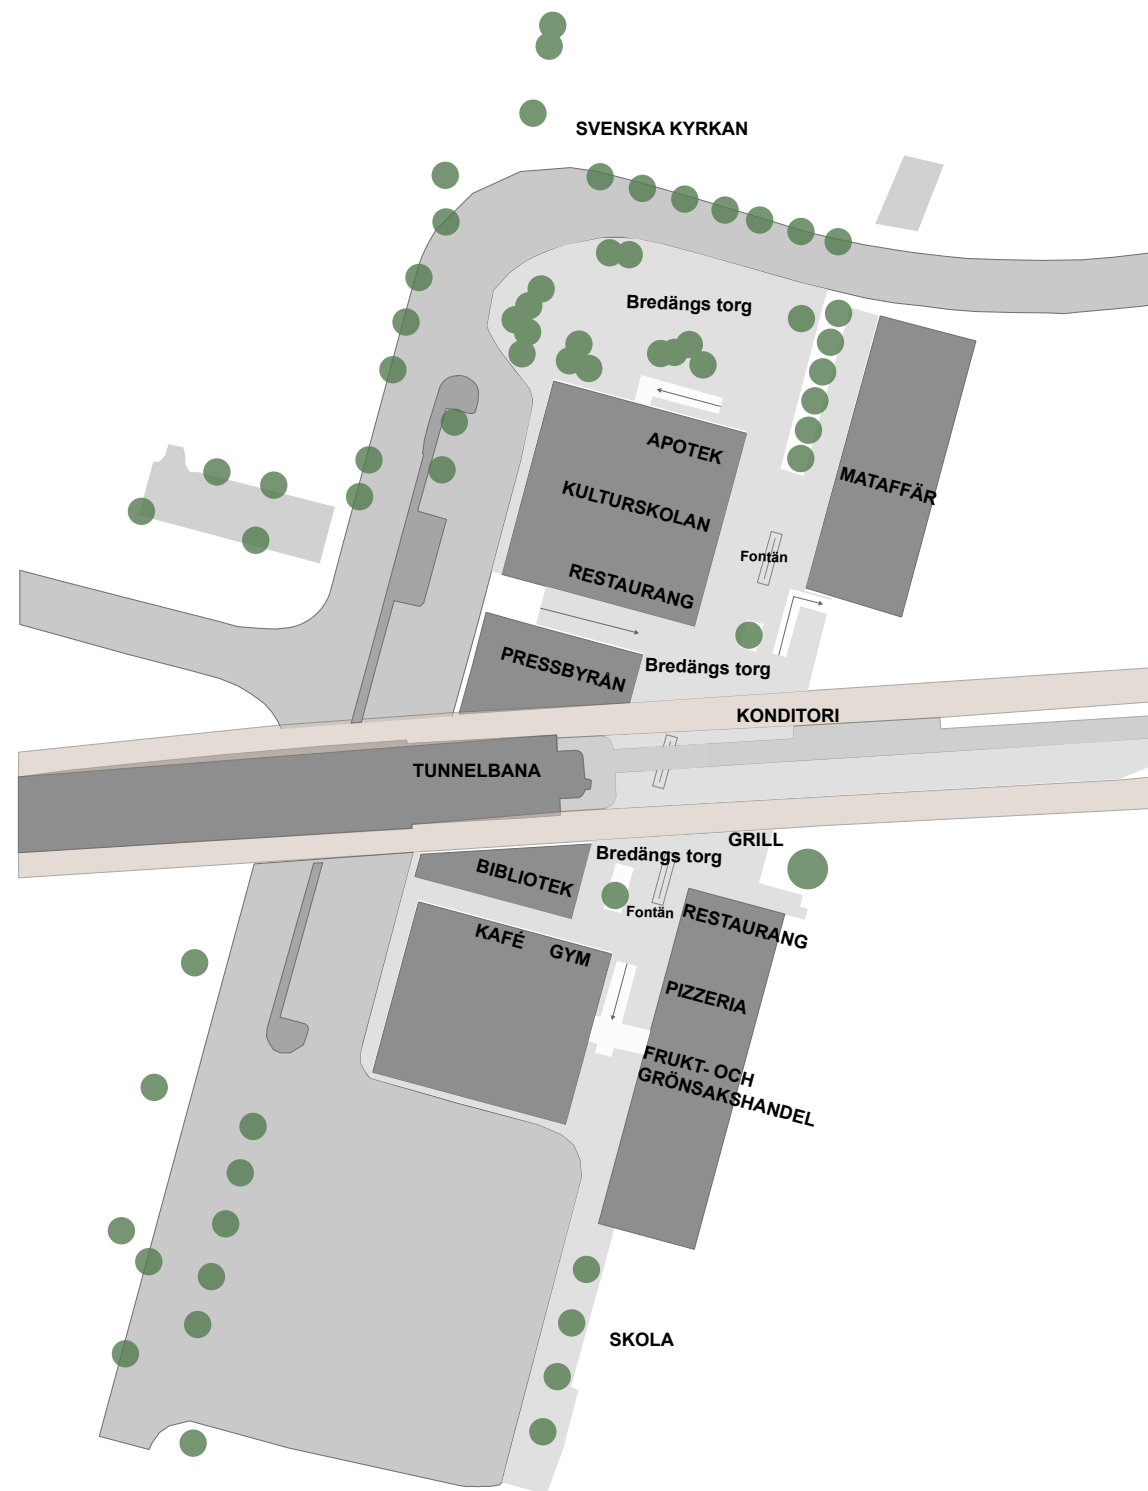 SVENSKA KYRKAN
Bredängs torg
APOTEK
KULTURSKOLAN
RESTAURANG
MATAFFÄR
Fontän
PRESSBYRÅN
Bredängs torg
KONDITORI
TUNNELBANA
GRILL
Bredängs torg
BIBLIOTEK
Fontän
RESTAURANG
KAFÉ GYM
PIZZERIA
FRUKT- OCH
GRÖNSAKSHANDEL
SKOLA